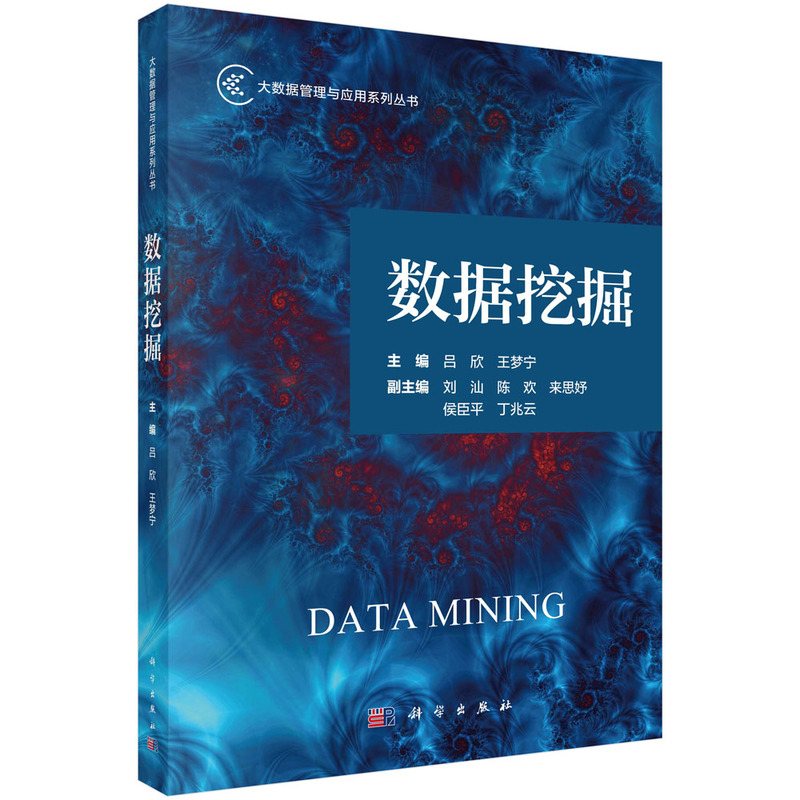 大数据管理与应用系列丛书
数据挖掘
主编 吕欣 王梦宁
副主编 刘汕 陈欢 来思妤
侯臣平 丁兆云
DATA MINING
科学出版社
大数据管理与应用系列丛书
数据挖掘
主编 吕欣 王梦宁
科学出版社